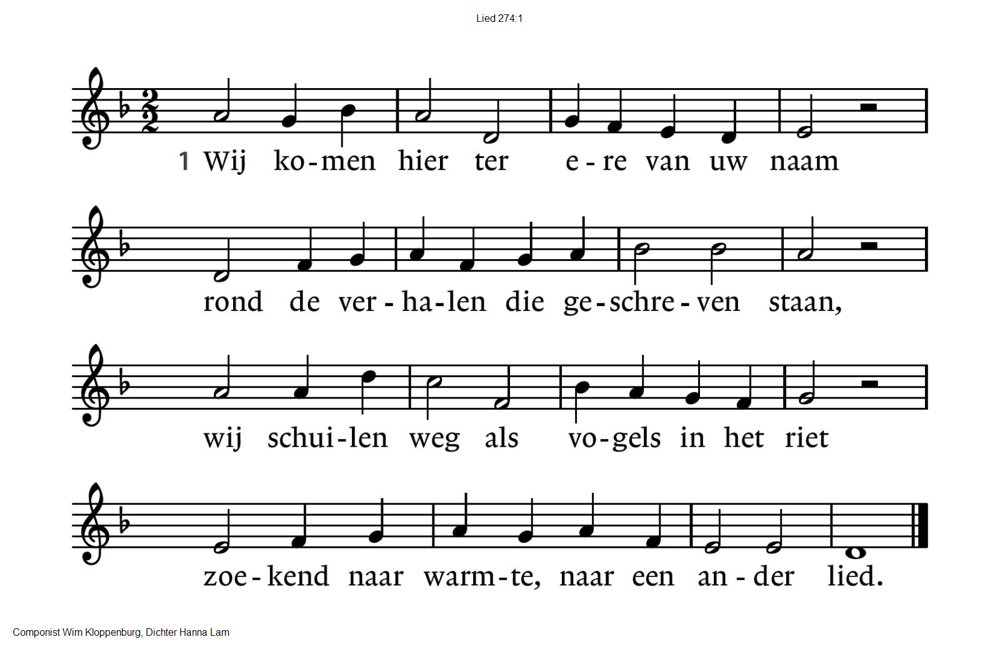 Lied 274:1
1 Wij ko-men hier ter e-re van uw naam
rond de ver-ha-len die ge-schre-ven staan,
wij schui-len weg als vo-gels in het riet
zoe-kend naar warm-te, naar een an-der lied.
Componist Wim Kloppenburg, Dichter Hanna Lam